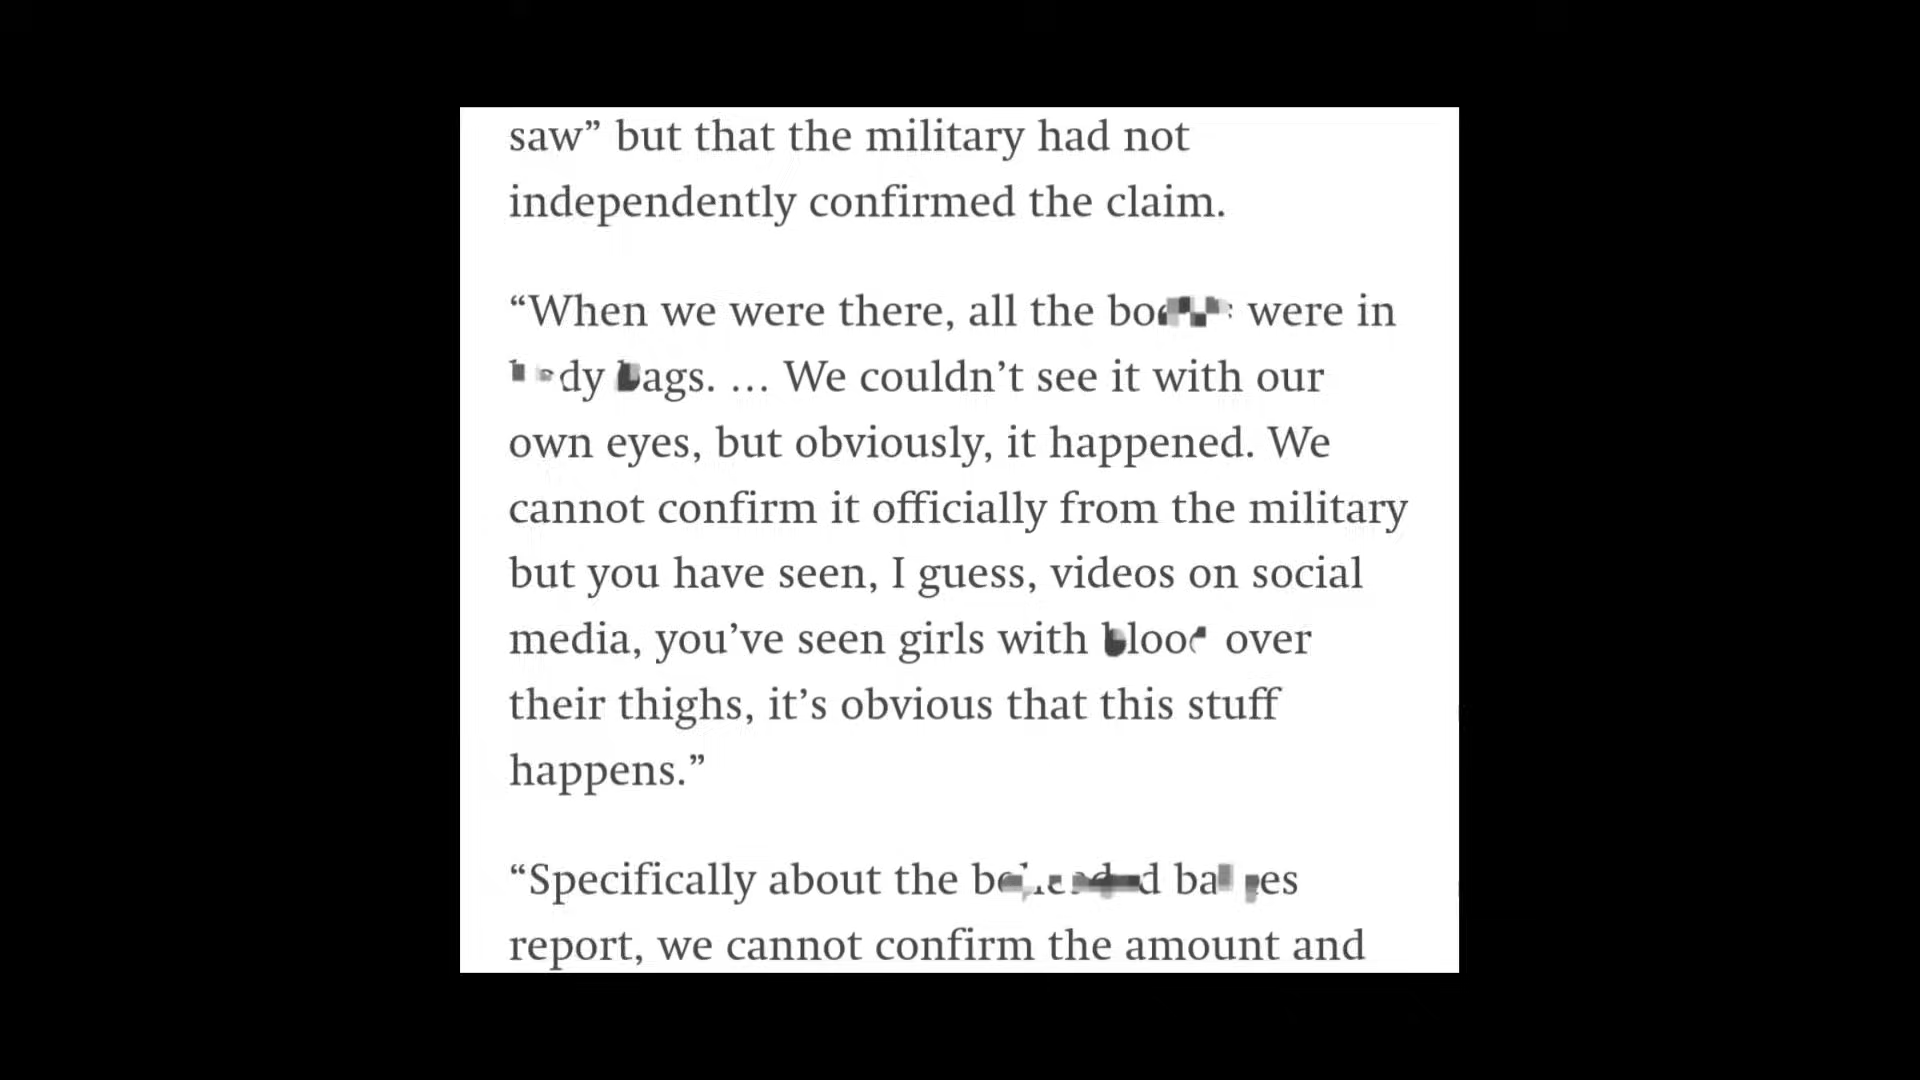 saw” but that the military had not
independently confirmed the claim.
“When we were there, all the were in
bags. … We couldn’t see it with our
own eyes, but obviously, it happened. We
cannot confirm it officially from the military
but you have seen, I guess, videos on social
media, you’ve seen girls with blood over
their thighs, it’s obvious that this stuff
happens.”
“Specifically about the
report, we cannot confirm the amount and